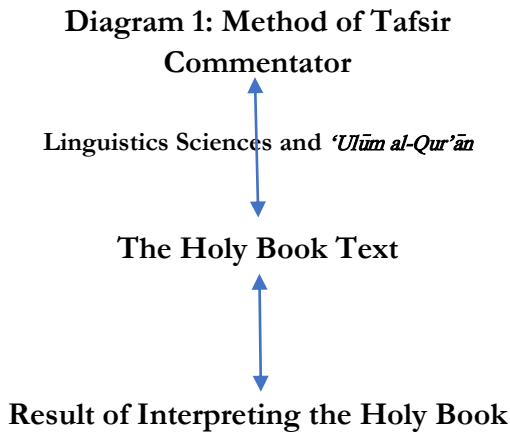 Diagram 1: Method of Tafsir
Commentator
Linguistics Sciences and ‘Ulūm al-Qur’ān
The Holy Book Text
Result of Interpreting the Holy Book